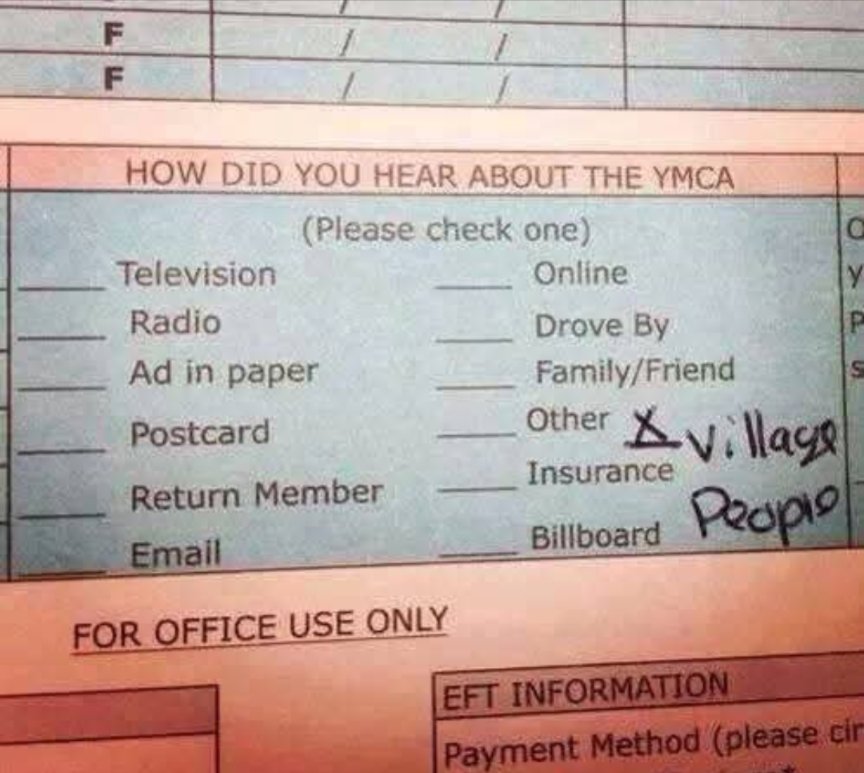 F / /
F / /
HOW DID YOU HEAR ABOUT THE YMCA
(Please check one)
Television
Radio
Ad in paper
Postcard
Return Member
Email
Online
Drove By
Family/Friend
Other X Village
People
Insurance
Billboard
FOR OFFICE USE ONLY
EFT INFORMATION
Payment Method (please cir